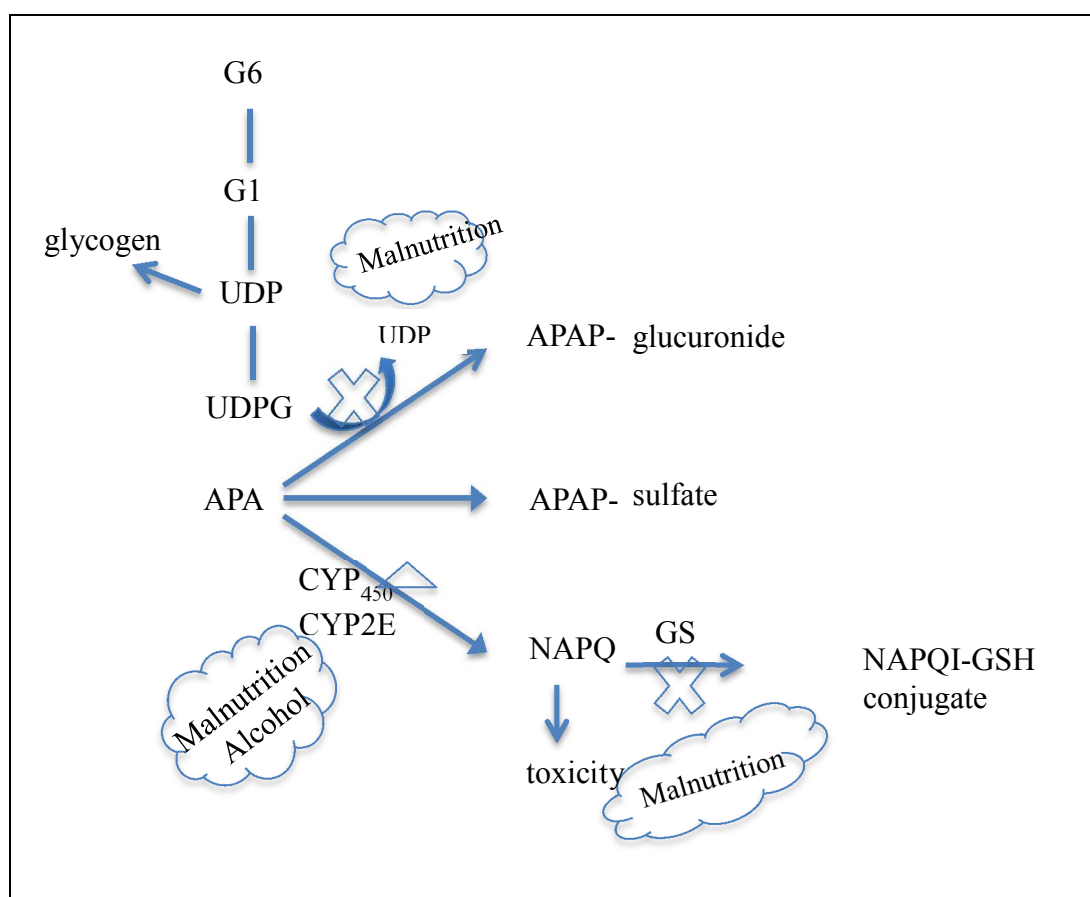 G6
G1
Malnutrition
glycogen
UDP
UDP
APAP- glucuronide
UDPG
APA
APAP- sulfate
CYP450
CYP2E
Malnutrition
Alcohol
NAPQ
GS
NAPQI-GSH
conjugate
toxicity
Malnutrition